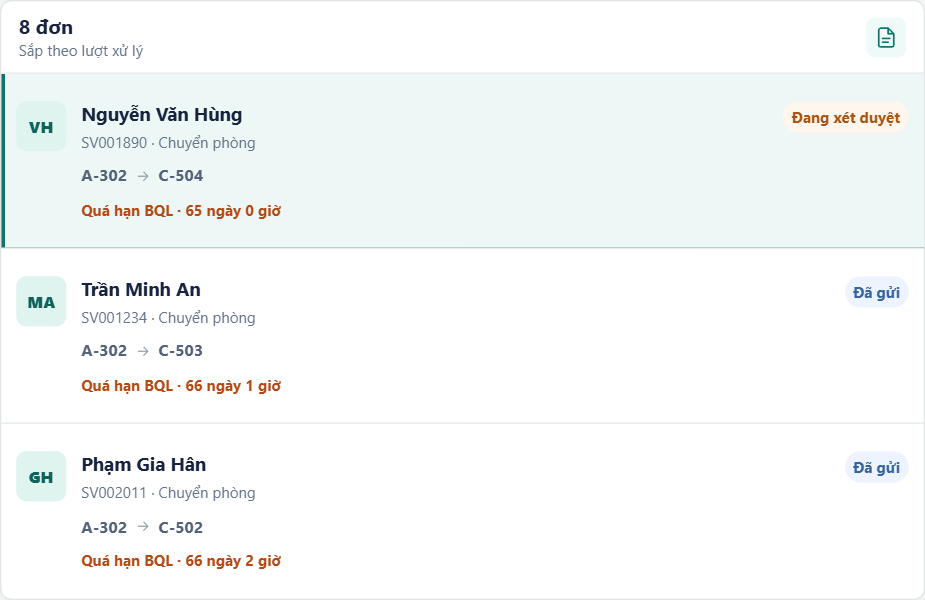 8 đơn
Sắp theo lượt xử lý
VH
Nguyễn Văn Hùng
Đang xét duyệt
SV001890 · Chuyển phòng
A-302 → C-504
Quá hạn BQL · 65 ngày 0 giờ
MA
Trần Minh An
Đã gửi
SV001234 · Chuyển phòng
A-302 → C-503
Quá hạn BQL · 66 ngày 1 giờ
GH
Phạm Gia Hân
Đã gửi
SV002011 · Chuyển phòng
A-302 → C-502
Quá hạn BQL · 66 ngày 2 giờ